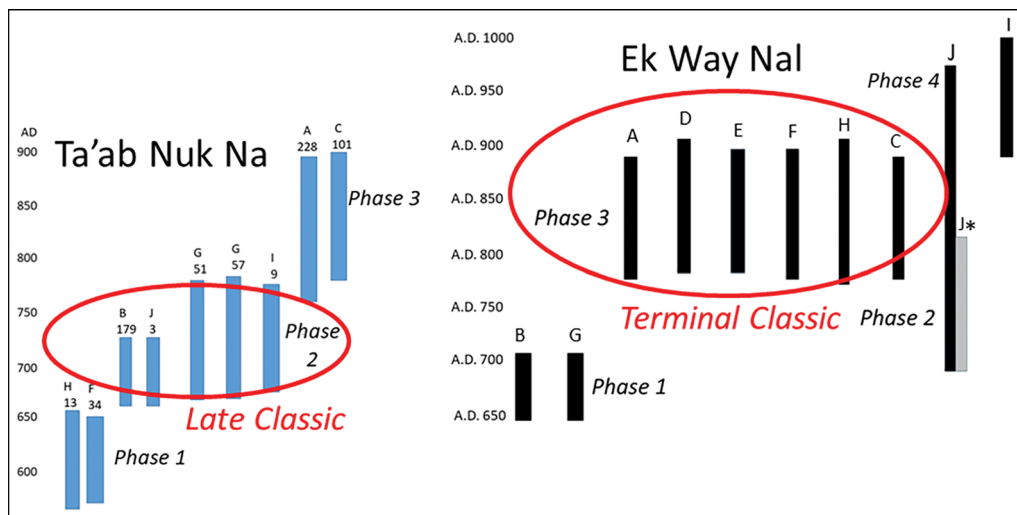 Ta'ab Nuk Na
AD
900
850
800
750
700
650
600
H
13
F
34
Phase 1
B
179
J
3
G
51
G
57
I
9
Phase
2
Late Classic
A
228
C
101
Phase 3
Ek Way Nal
A.D. 1000
A.D. 950
A.D. 900
A.D. 850
A.D. 800
A.D. 750
A.D. 700
A.D. 650
B
G
Phase 1
Phase 3
A
D
E
F
H
C
Terminal Classic
Phase 2
Phase 4
J
J*
I